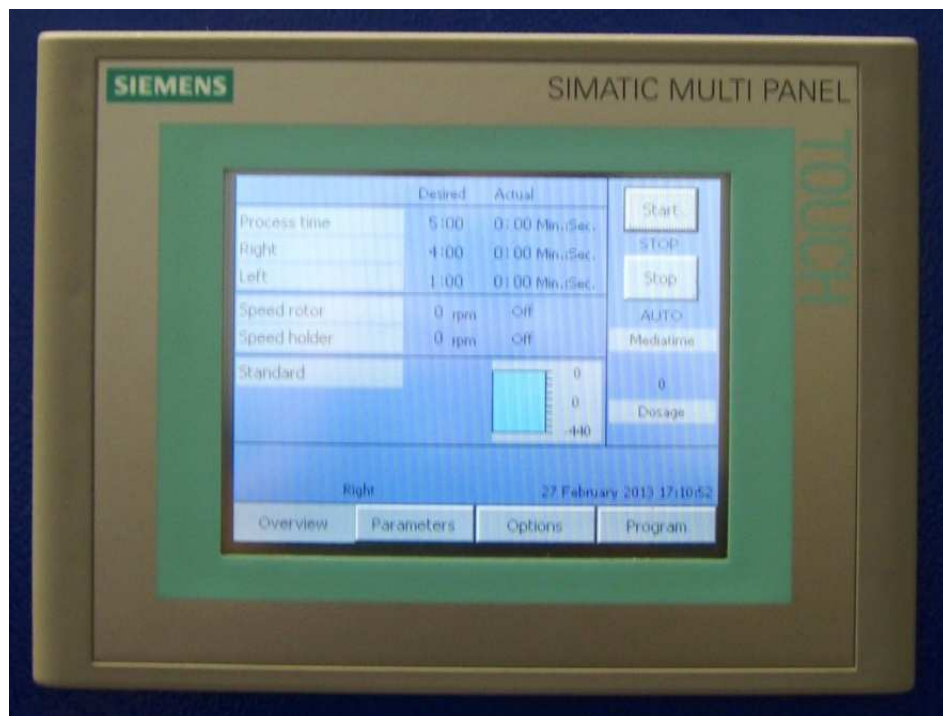 SIEMENS
SIMATIC MULTI PANEL
TOUCH
Desired Actual
Process time 5:00 0:00 Min.:Sec.
Right 4:00 0:00 Min.:Sec.
Left 1:00 0:00 Min.:Sec.
Speed rotor 0 rpm Off
Speed holder 0 rpm Off
Standard
0
0
-440
Start
STOP
Stop
AUTO
Mediatime
0
Dosage
Right 27 February 2013 17:10:52
Overview Parameters Options Program